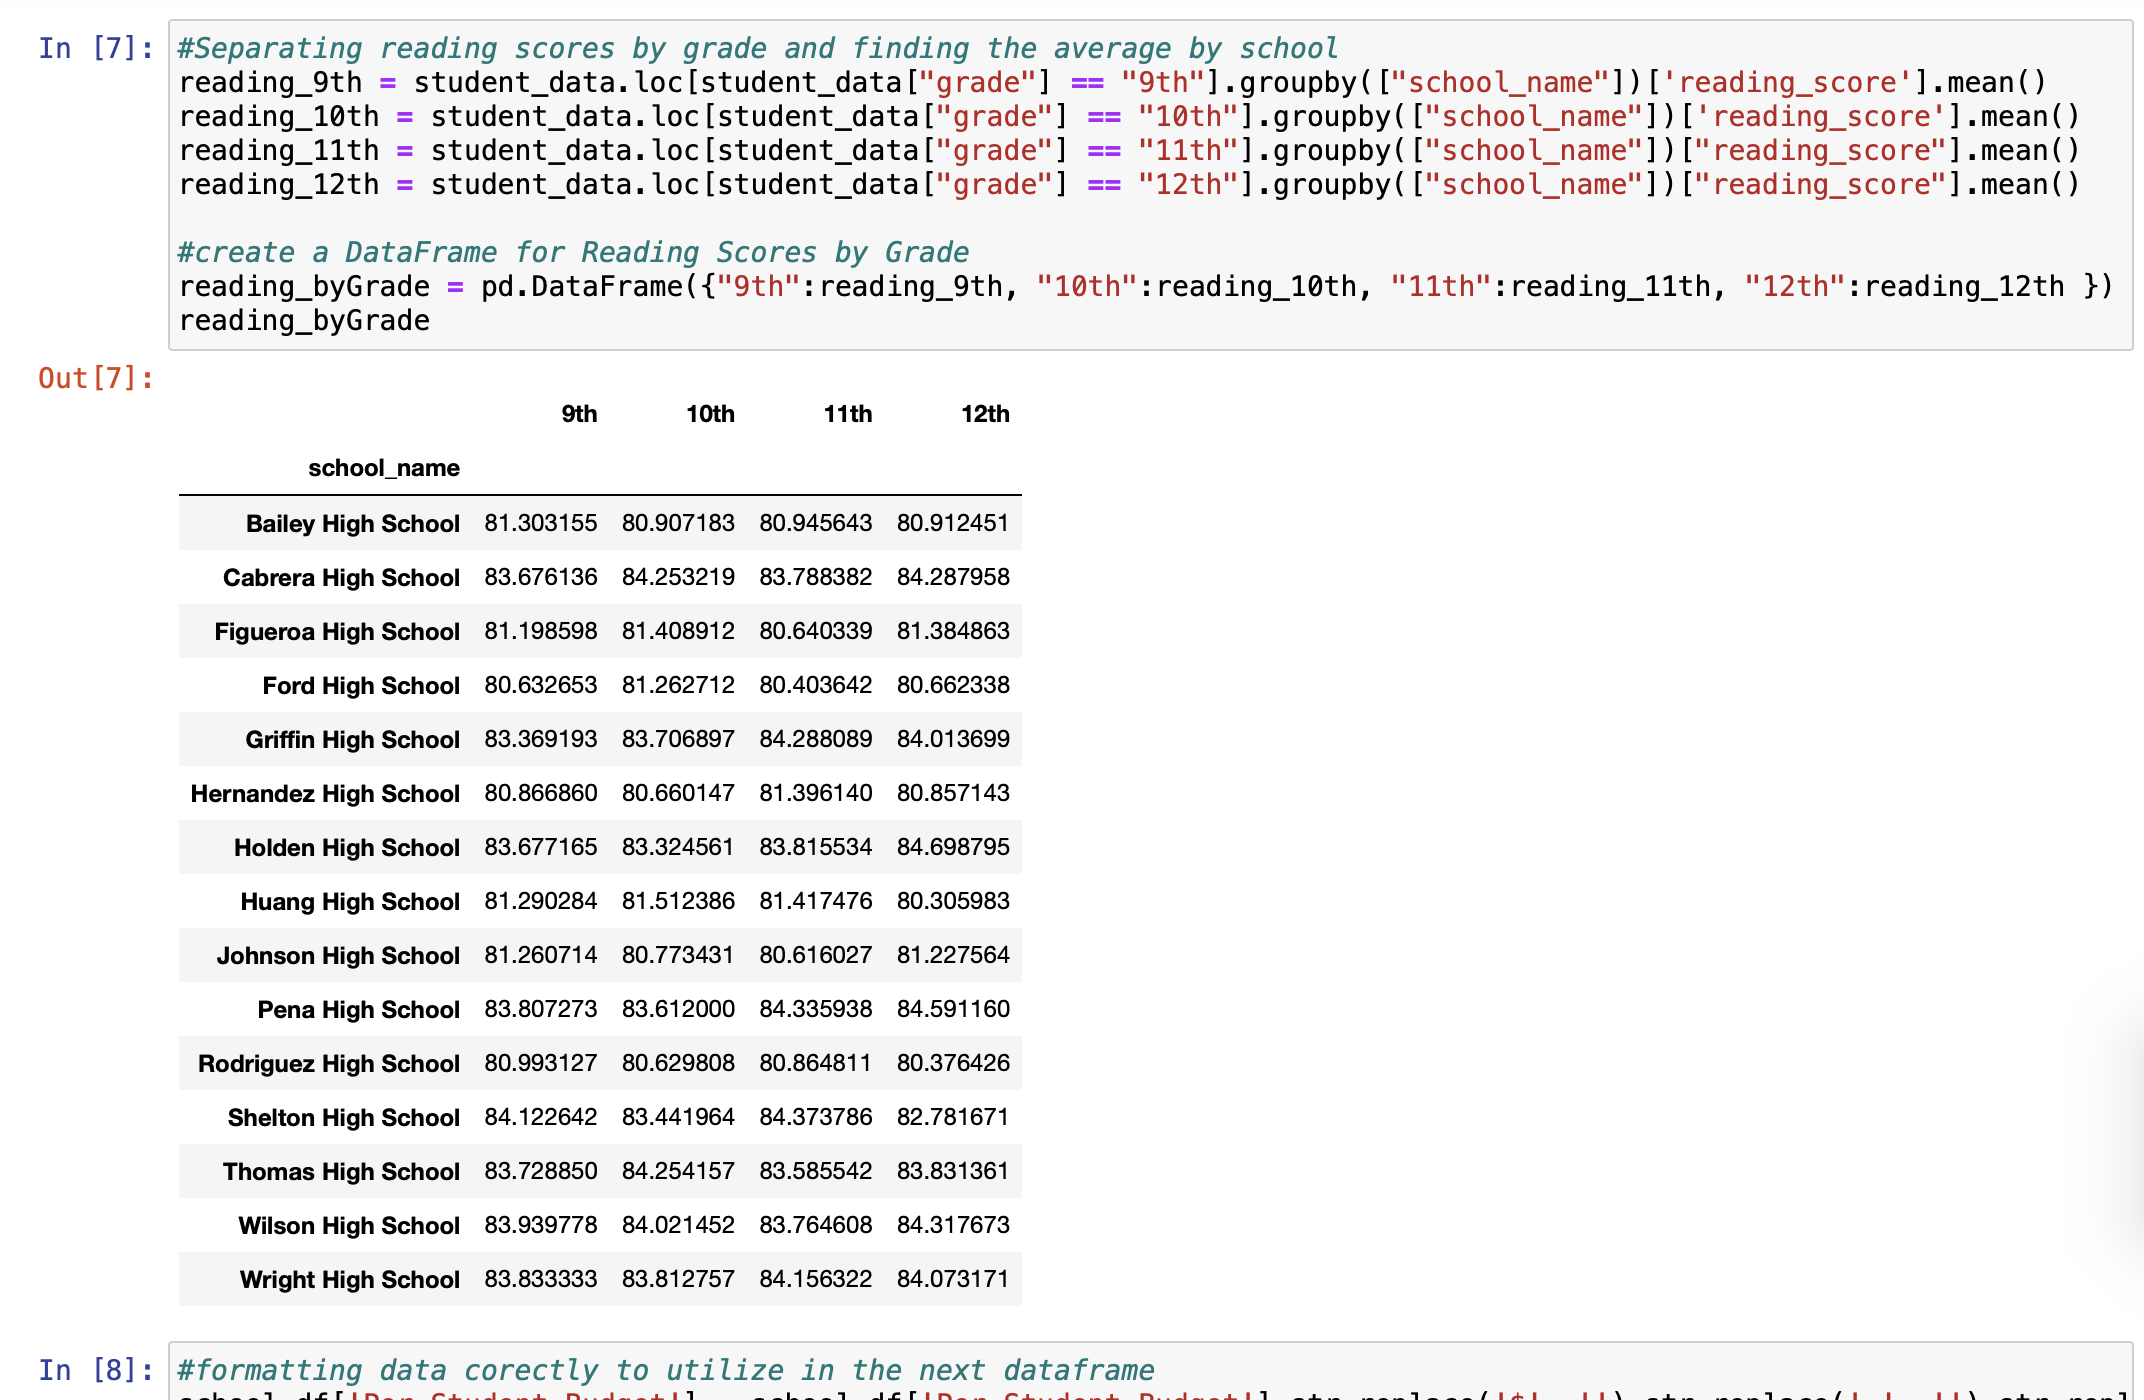 In [7]: #Separating reading scores by grade and finding the average by school
reading_9th = student_data.loc[student_data["grade"] == "9th"].groupby(["school_name"])['reading_score'].mean()
reading_10th = student_data.loc[student_data["grade"] == "10th"].groupby(["school_name"])['reading_score'].mean()
reading_11th = student_data.loc[student_data["grade"] == "11th"].groupby(["school_name"])["reading_score"].mean()
reading_12th = student_data.loc[student_data["grade"] == "12th"].groupby(["school_name"])["reading_score"].mean()
#create a DataFrame for Reading Scores by Grade
reading_byGrade = pd.DataFrame({"9th":reading_9th, "10th":reading_10th, "11th":reading_11th, "12th":reading_12th })
reading_byGrade
Out[7]:
9th 10th 11th 12th
school_name
Bailey High School 81.303155 80.907183 80.945643 80.912451
Cabrera High School 83.676136 84.253219 83.788382 84.287958
Figueroa High School 81.198598 81.408912 80.640339 81.384863
Ford High School 80.632653 81.262712 80.403642 80.662338
Griffin High School 83.369193 83.706897 84.288089 84.013699
Hernandez High School 80.866860 80.660147 81.396140 80.857143
Holden High School 83.677165 83.324561 83.815534 84.698795
Huang High School 81.290284 81.512386 81.417476 80.305983
Johnson High School 81.260714 80.773431 80.616027 81.227564
Pena High School 83.807273 83.612000 84.335938 84.591160
Rodriguez High School 80.993127 80.629808 80.864811 80.376426
Shelton High School 84.122642 83.441964 84.373786 82.781671
Thomas High School 83.728850 84.254157 83.585542 83.831361
Wilson High School 83.939778 84.021452 83.764608 84.317673
Wright High School 83.833333 83.812757 84.156322 84.073171
In [8]: #formatting data corectly to utilize in the next dataframe